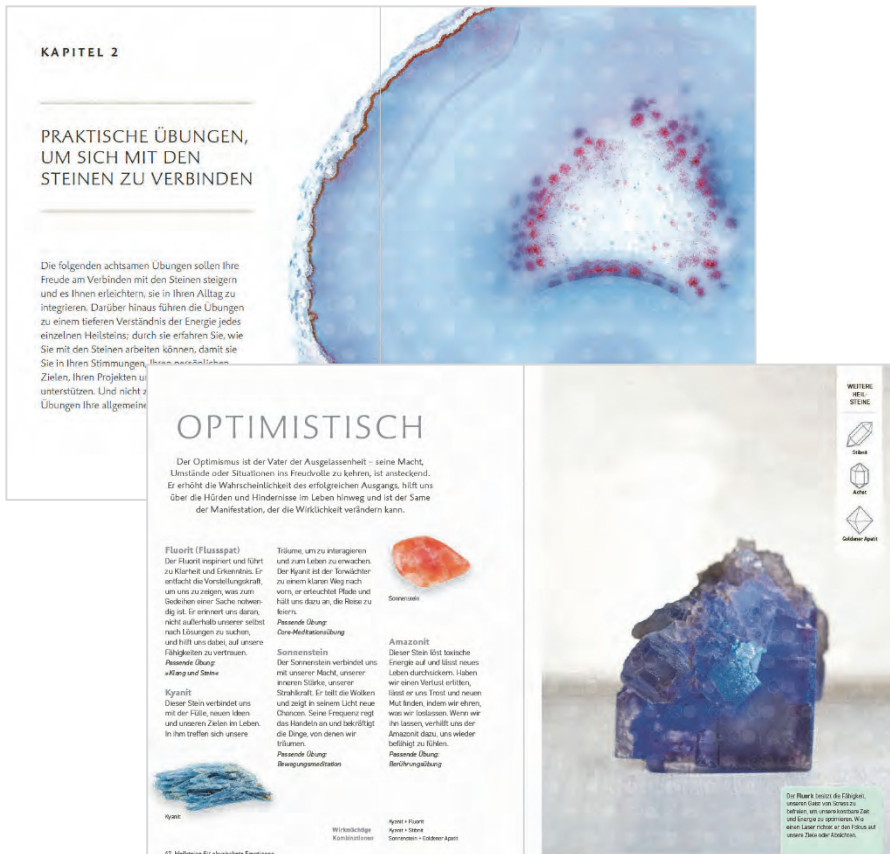 KAPITEL 2
PRAKTISCHE ÜBUNGEN,
UM SICH MIT DEN
STEINEN ZU VERBINDEN
Die folgenden achtsamen Übungen sollen Ihre
Freude am Verbinden mit den Steinen steigern
und es Ihnen erleichtern, sie in Ihren Alltag zu
integrieren. Darüber hinaus führen die Übungen
zu einem tieferen Verständnis der Energie jedes
einzelnen Heilsteins; durch sie erfahren Sie, wie
Sie mit den Steinen arbeiten können, damit sie
Sie in Ihren Stimmungen, Ihren persönlichen
Zielen, Ihren Projekten
unterstützen. Und nicht
Übungen Ihre allgemeine
OPTIMISTISCH
Der Optimismus ist der Vater der Ausgelassenheit – seine Macht,
Umstände oder Situationen ins Freudvolle zu kehren, ist ansteckend.
Er erhöht die Wahrscheinlichkeit des erfolgreichen Ausgangs, hilft uns
über die Hürden und Hindernisse im Leben hinweg und ist der Same
der Manifestation, der die Wirklichkeit verändern kann.
Fluorit (Flussspat)
Der Fluorit inspiriert und führt
zu Klarheit und Erkenntnis. Er
entfacht die Vorstellungskraft,
um uns zu zeigen, was zum
Gedeihen einer Sache notwen-
dig ist. Er erinnert uns daran,
nicht außerhalb unserer selbst
nach Lösungen zu suchen,
und hilft uns dabei, auf unsere
Fähigkeiten zu vertrauen.
Passende Übung:
»Klang und Steine«
Kyanit
Dieser Stein verbindet uns
mit der Fülle, neuen Ideen
und unseren Zielen im Leben.
In ihm treffen sich unsere
Kyanit
Träume, um zu interagieren
und zum Leben zu erwachen.
Der Kyanit ist der Torwächter
zu einem klaren Weg nach
vorn, er erleuchtet Pfade und
hält uns dazu an, die Reise zu
feiern.
Passende Übung:
Core-Meditationsübung
Sonnenstein
Der Sonnenstein verbindet uns
mit unserer Macht, unserer
inneren Stärke, unserer
Strahlkraft. Er teilt die Wolken
und zeigt in seinem Licht neue
Chancen. Seine Frequenz regt
das Handeln an und bekräftigt
die Dinge, von denen wir
träumen.
Passende Übung:
Bewegungsmeditation
Sonnenstein
Amazonit
Dieser Stein löst toxische
Energie auf und lässt neues
Leben durchsickern. Haben
wir einen Verlust erlitten,
lässt er uns Trost und neuen
Mut finden, indem wir ehren,
was wir loslassen. Wenn wir
ihn lassen, verhilft uns der
Amazonit dazu, uns wieder
befähigt zu fühlen.
Passende Übung:
Berührungsübung
Wirkmächtige
Kombinationen
Kyanit + Fluorit
Kyanit + Stibnit
Sonnenstein + Goldener Apatit
WEITERE
HEIL-
STEINE
Stibnit
Achat
Goldener Apatit
Der Fluorit besitzt die Fähigkeit,
unseren Geist von Stress zu
befreien, um unsere kostbare Zeit
und Energie zu optimieren. Wie
einen Laser richtet er den Fokus auf
unsere Ziele oder Absichten.